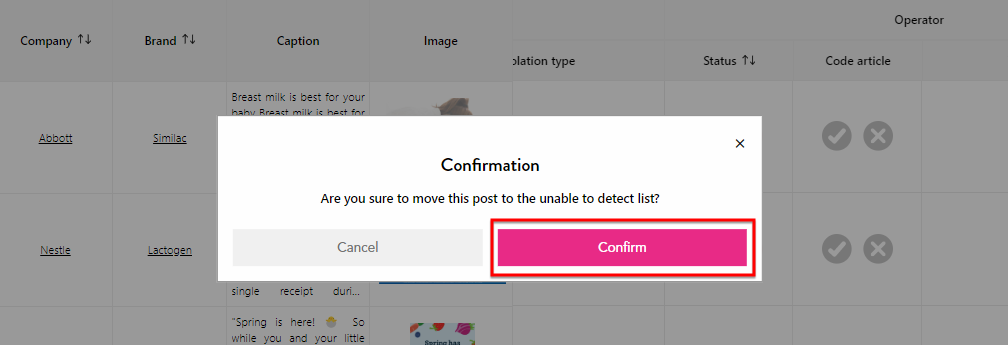 Operator
Company ↑↓ Brand ↑↓ Caption Image
olation type Status ↑↓ Code article
Breast milk is best for your
baby Breast milk is best for
Abbott Similac
Confirmation
Are you sure to move this post to the unable to detect list?
Cancel Confirm
Nestle Lactogen
single receipt duri...
"Spring is here! 🐣 So
while you and your little
Spring has